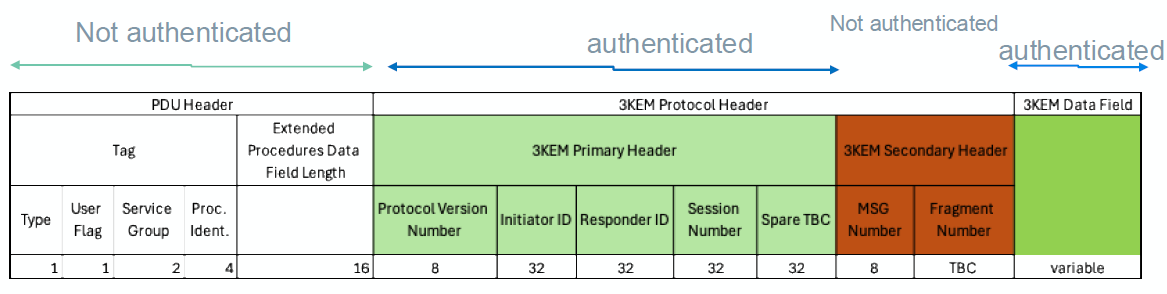 Not authenticated
authenticated
Not authenticated
authenticated
PDU Header
3KEM Protocol Header
3KEM Data Field
Tag
Extended
Procedures Data
Field Length
3KEM Primary Header
3KEM Secondary Header
Type
User
Flag
Service
Group
Proc.
Ident.
Protocol Version
Number
Initiator ID
Responder ID
Session
Number
Spare TBC
MSG
Number
Fragment
Number
1
1
2
4
16
8
32
32
32
32
8
TBC
variable